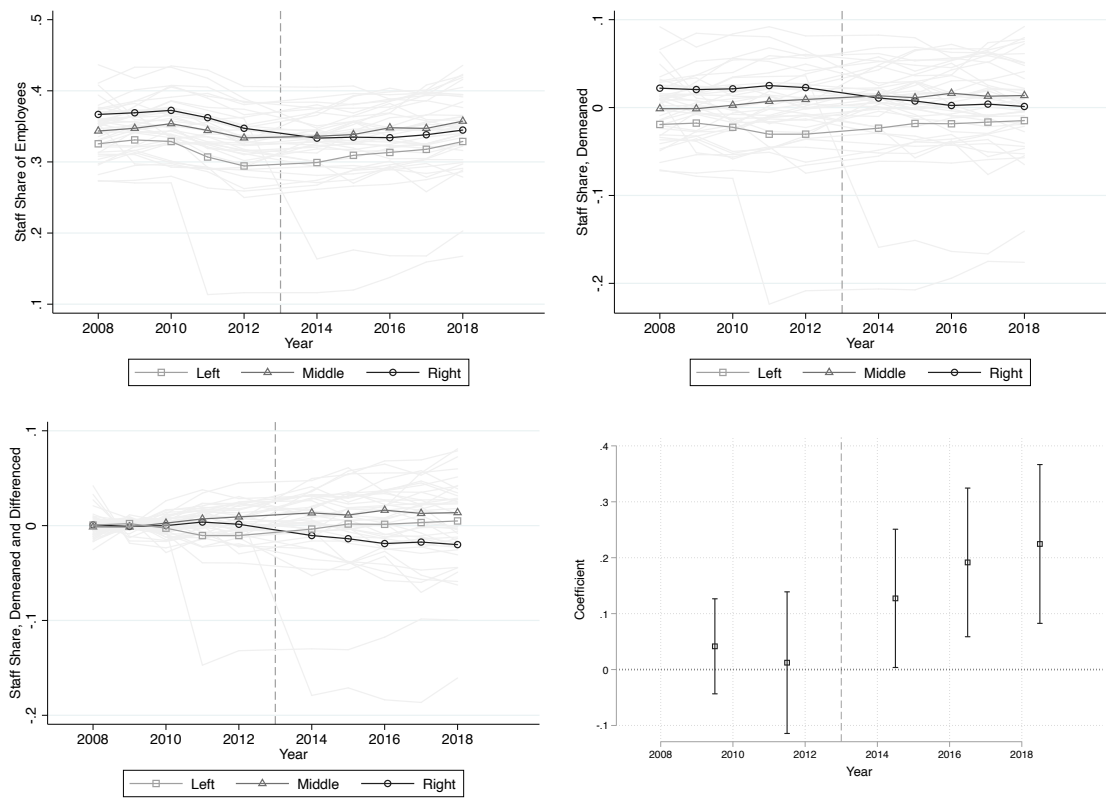 Staff Share of Employees
.5
.4
.3
.2
.1
2008 2010 2012 2014 2016 2018
Year
Left Middle Right
Staff Share, Demeaned
.1
0
-.1
-.2
2008 2010 2012 2014 2016 2018
Year
Left Middle Right
Staff Share, Demeaned and Differenced
.1
0
-.1
-.2
2008 2010 2012 2014 2016 2018
Year
Left Middle Right
Coefficient
.4
.3
.2
.1
0
-.1
2008 2010 2012 2014 2016 2018
Year